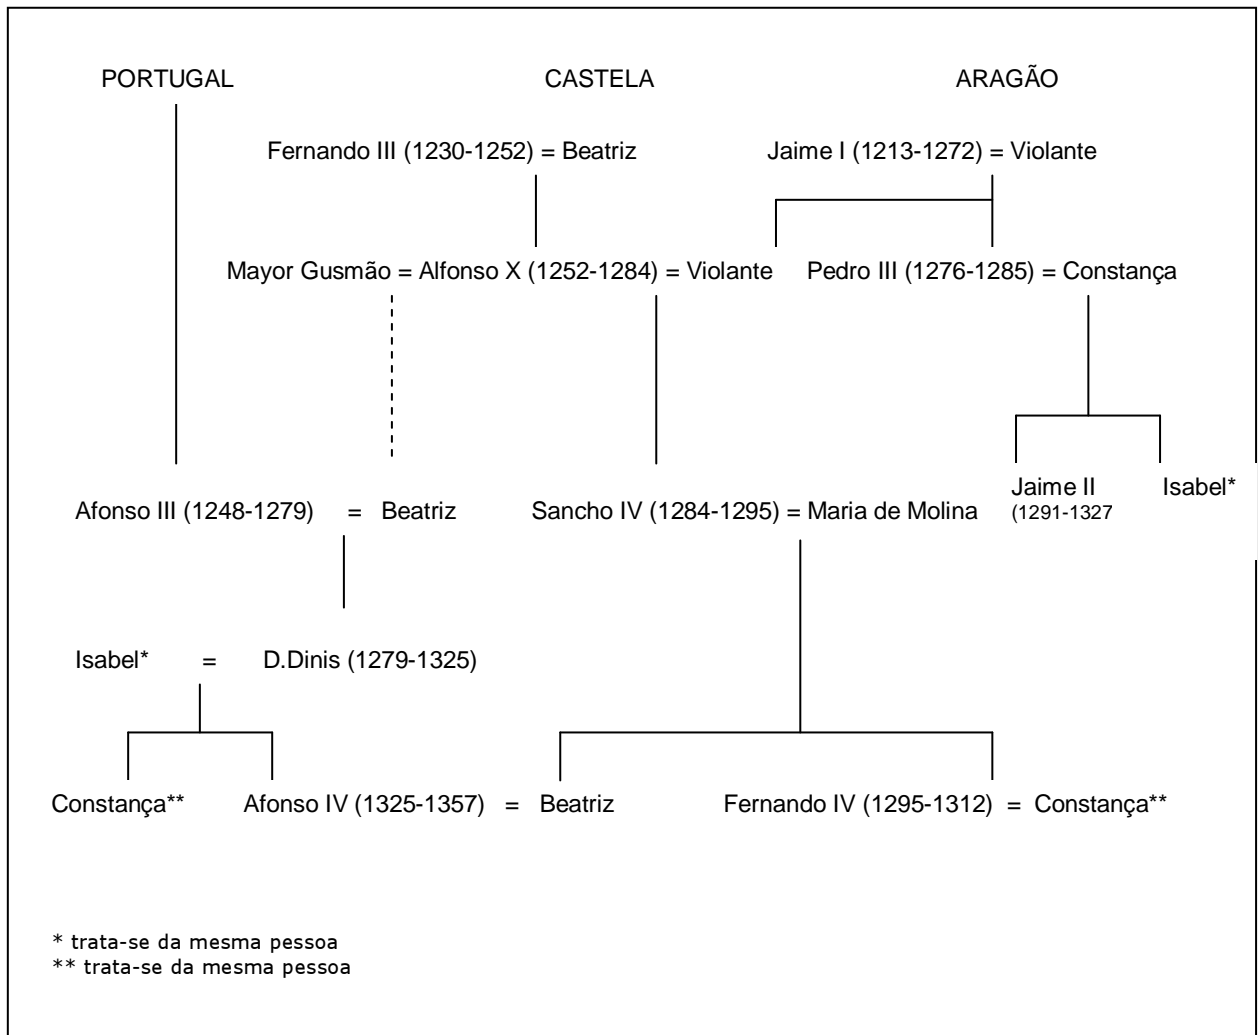 PORTUGAL CASTELA ARAGÃO
Fernando III (1230-1252) = Beatriz Jaime I (1213-1272) = Violante
Mayor Gusmão = Alfonso X (1252-1284) = Violante Pedro III (1276-1285) = Constança
Afonso III (1248-1279) = Beatriz Sancho IV (1284-1295) = Maria de Molina Jaime II Isabel*
(1291-1327
Isabel* = D.Dinis (1279-1325)
Constança** Afonso IV (1325-1357) = Beatriz Fernando IV (1295-1312) = Constança**
* trata-se da mesma pessoa
** trata-se da mesma pessoa